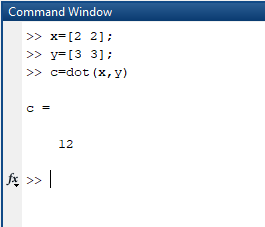 Command Window
>> x=[2 2];
>> y=[3 3];
>> c=dot(x,y)
c =
12
fx >>